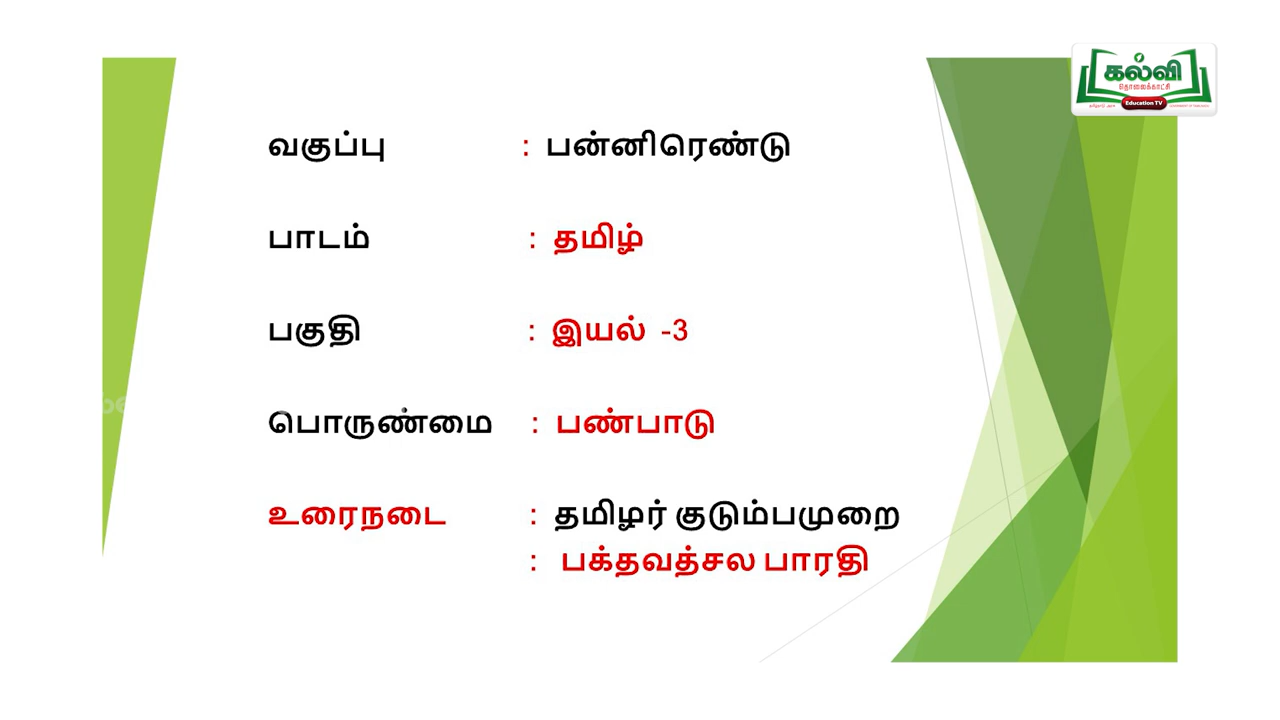 கல்வி
தொலைக்காட்சி
Education TV
வகுப்பு : பன்னிரெண்டு
பாடம் : தமிழ்
பகுதி : இயல் -3
பொருண்மை : பண்பாடு
உரைநடை : தமிழர் குடும்பமுறை
: பக்தவத்சல பாரதி